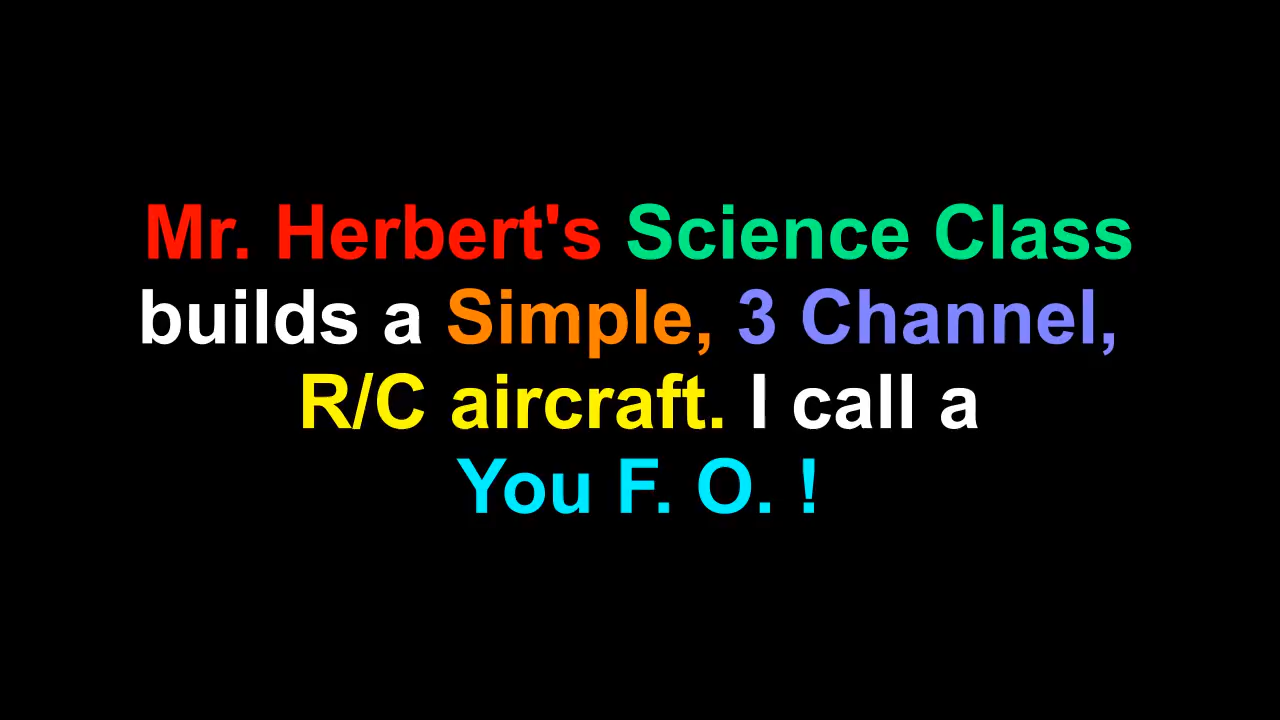 Mr. Herbert's Science Class
builds a Simple, 3 Channel,
R/C aircraft. I call a
You F. O. !